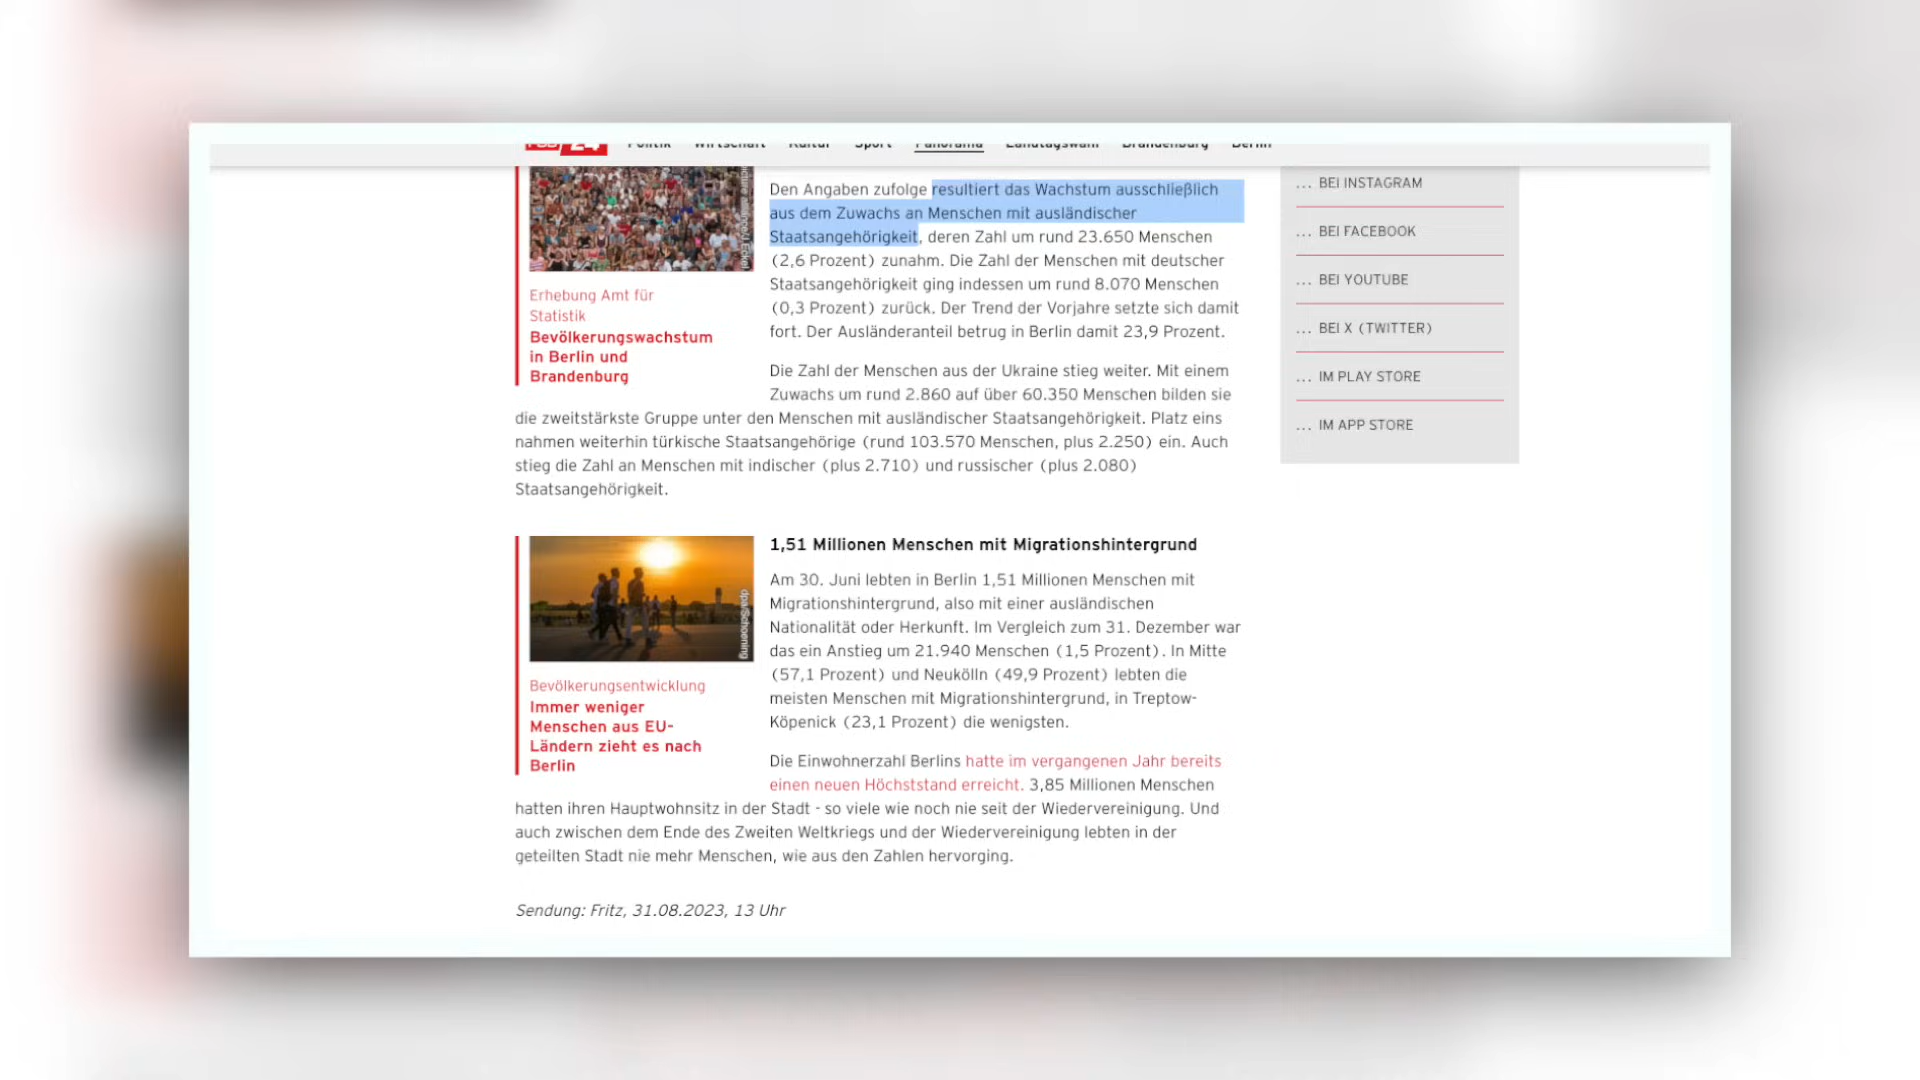 rbb/24 Politik Wirtschaft Kultur Sport Panorama Landtagswahl Brandenburg Berlin
Den Angaben zufolge resultiert das Wachstum ausschließlich
aus dem Zuwachs an Menschen mit ausländischer
Staatsangehörigkeit, deren Zahl um rund 23.650 Menschen
(2,6 Prozent) zunahm. Die Zahl der Menschen mit deutscher
Staatsangehörigkeit ging indessen um rund 8.070 Menschen
(0,3 Prozent) zurück. Der Trend der Vorjahre setzte sich damit
fort. Der Ausländeranteil betrug in Berlin damit 23,9 Prozent.
Erhebung Amt für
Statistik
Bevölkerungswachstum
in Berlin und
Brandenburg
Die Zahl der Menschen aus der Ukraine stieg weiter. Mit einem
Zuwachs um rund 2.860 auf über 60.350 Menschen bilden sie
die zweitstärkste Gruppe unter den Menschen mit ausländischer Staatsangehörigkeit. Platz eins
nahmen weiterhin türkische Staatsangehörige (rund 103.570 Menschen, plus 2.250) ein. Auch
stieg die Zahl an Menschen mit indischer (plus 2.710) und russischer (plus 2.080)
Staatsangehörigkeit.
dpa/Schoening
Bevölkerungsentwicklung
Immer weniger
Menschen aus EU-
Ländern zieht es nach
Berlin
1,51 Millionen Menschen mit Migrationshintergrund
Am 30. Juni lebten in Berlin 1,51 Millionen Menschen mit
Migrationshintergrund, also mit einer ausländischen
Nationalität oder Herkunft. Im Vergleich zum 31. Dezember war
das ein Anstieg um 21.940 Menschen (1,5 Prozent). In Mitte
(57,1 Prozent) und Neukölln (49,9 Prozent) lebten die
meisten Menschen mit Migrationshintergrund, in Treptow-
Köpenick (23,1 Prozent) die wenigsten.
Die Einwohnerzahl Berlins hatte im vergangenen Jahr bereits
einen neuen Höchststand erreicht. 3,85 Millionen Menschen
hatten ihren Hauptwohnsitz in der Stadt - so viele wie noch nie seit der Wiedervereinigung. Und
auch zwischen dem Ende des Zweiten Weltkriegs und der Wiedervereinigung lebten in der
geteilten Stadt nie mehr Menschen, wie aus den Zahlen hervorging.
Sendung: Fritz, 31.08.2023, 13 Uhr
... BEI INSTAGRAM
... BEI FACEBOOK
... BEI YOUTUBE
... BEI X (TWITTER)
... IM PLAY STORE
... IM APP STORE